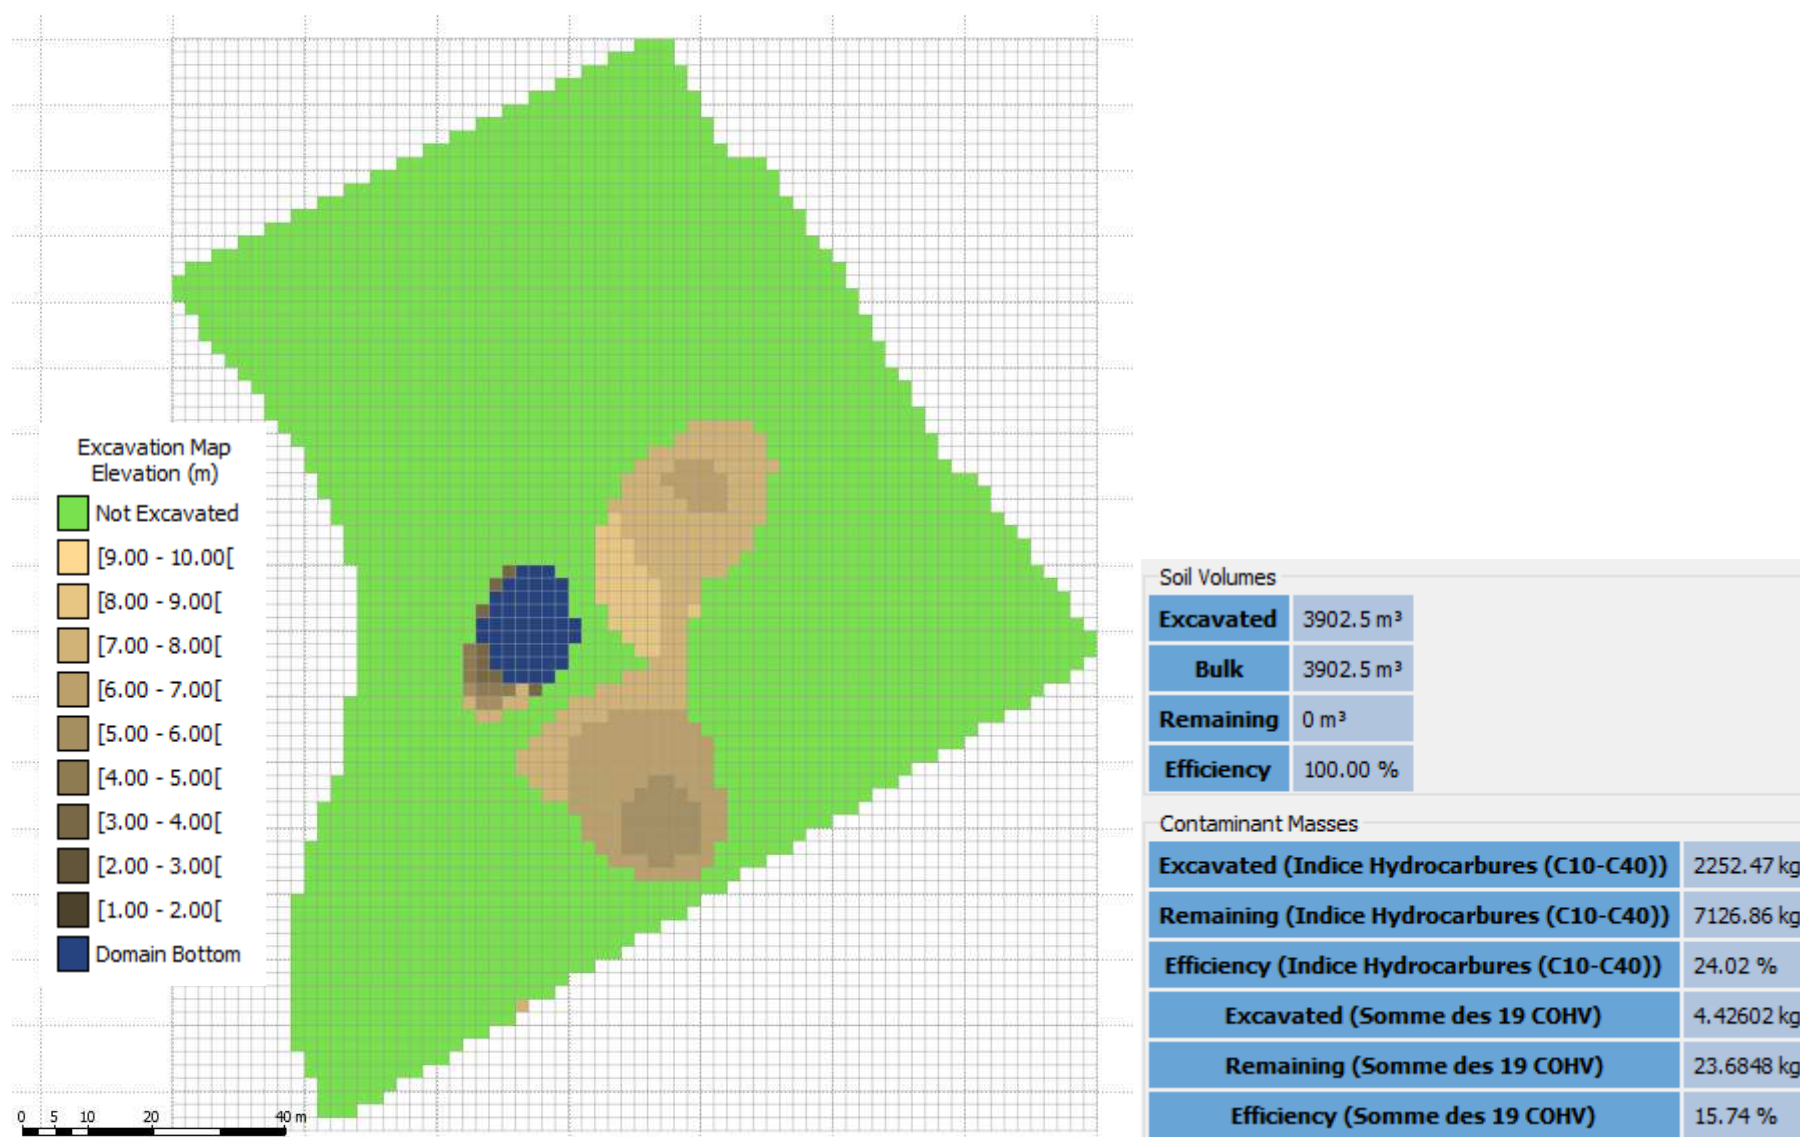 Excavation Map
Elevation (m)
Not Excavated
[9.00 - 10.00[
[8.00 - 9.00[
[7.00 - 8.00[
[6.00 - 7.00[
[5.00 - 6.00[
[4.00 - 5.00[
[3.00 - 4.00[
[2.00 - 3.00[
[1.00 - 2.00[
Domain Bottom
0 5 10 20 40 m
Soil Volumes
Excavated 3902.5 m³
Bulk 3902.5 m³
Remaining 0 m³
Efficiency 100.00 %
Contaminant Masses
Excavated (Indice Hydrocarbures (C10-C40)) 2252.47 kg
Remaining (Indice Hydrocarbures (C10-C40)) 7126.86 kg
Efficiency (Indice Hydrocarbures (C10-C40)) 24.02 %
Excavated (Somme des 19 COHV) 4.42602 kg
Remaining (Somme des 19 COHV) 23.6848 kg
Efficiency (Somme des 19 COHV) 15.74 %